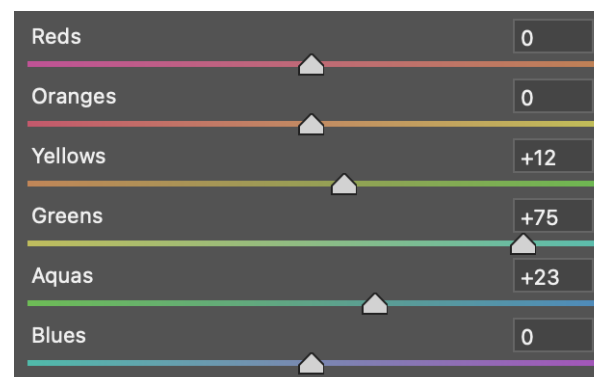 Reds 0
Oranges 0
Yellows +12
Greens +75
Aquas +23
Blues 0